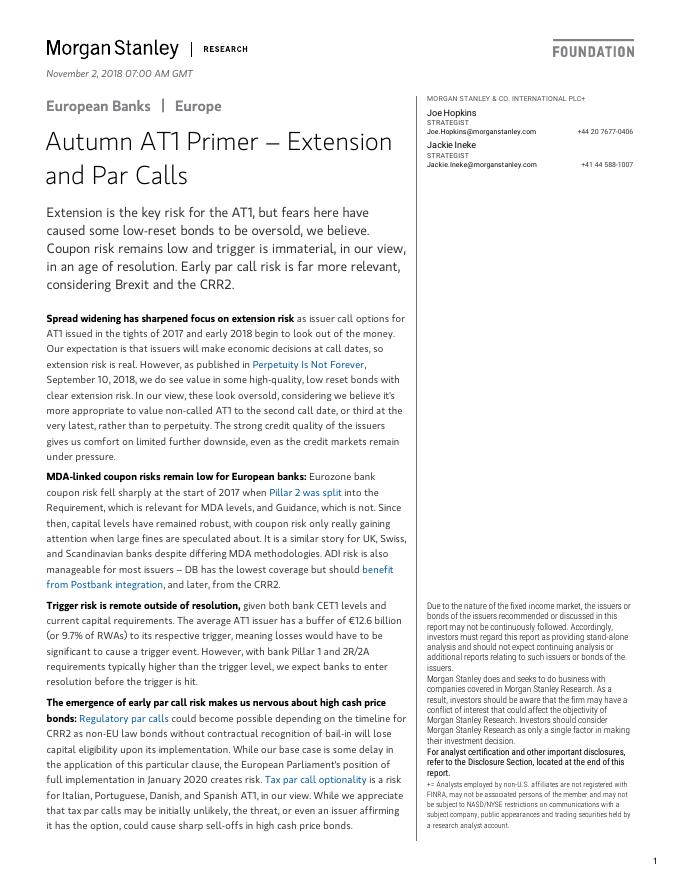 Morgan Stanley | RESEARCH
FOUNDATION
November 2, 2018 07:00 AM GMT
European Banks | Europe
Autumn AT1 Primer – Extension
and Par Calls
Extension is the key risk for the AT1, but fears here have
caused some low-reset bonds to be oversold, we believe.
Coupon risk remains low and trigger is immaterial, in our view,
in an age of resolution. Early par call risk is far more relevant,
considering Brexit and the CRR2.
Spread widening has sharpened focus on extension risk as issuer call options for
AT1 issued in the tights of 2017 and early 2018 begin to look out of the money.
Our expectation is that issuers will make economic decisions at call dates, so
extension risk is real. However, as published in Perpetuity Is Not Forever,
September 10, 2018, we do see value in some high-quality, low reset bonds with
clear extension risk. In our view, these look oversold, considering we believe it's
more appropriate to value non-called AT1 to the second call date, or third at the
very latest, rather than to perpetuity. The strong credit quality of the issuers
gives us comfort on limited further downside, even as the credit markets remain
under pressure.
MDA-linked coupon risks remain low for European banks: Eurozone bank
coupon risk fell sharply at the start of 2017 when Pillar 2 was split into the
Requirement, which is relevant for MDA levels, and Guidance, which is not. Since
then, capital levels have remained robust, with coupon risk only really gaining
attention when large fines are speculated about. It is a similar story for UK, Swiss,
and Scandinavian banks despite differing MDA methodologies. ADI risk is also
manageable for most issuers – DB has the lowest coverage but should benefit
from Postbank integration, and later, from the CRR2.
Trigger risk is remote outside of resolution, given both bank CET1 levels and
current capital requirements. The average AT1 issuer has a buffer of €12.6 billion
(or 9.7% of RWAs) to its respective trigger, meaning losses would have to be
significant to cause a trigger event. However, with bank Pillar 1 and 2R/2A
requirements typically higher than the trigger level, we expect banks to enter
resolution before the trigger is hit.
The emergence of early par call risk makes us nervous about high cash price
bonds: Regulatory par calls could become possible depending on the timeline for
CRR2 as non-EU law bonds without contractual recognition of bail-in will lose
capital eligibility upon its implementation. While our base case is some delay in
the application of this particular clause, the European Parliament's position of
full implementation in January 2020 creates risk. Tax par call optionality is a risk
for Italian, Portuguese, Danish, and Spanish AT1, in our view. While we appreciate
that tax par calls may be initially unlikely, the threat, or even an issuer affirming
it has the option, could cause sharp sell-offs in high cash price bonds.
MORGAN STANLEY & CO. INTERNATIONAL PLC+
Joe Hopkins
STRATEGIST
Joe.Hopkins@morganstanley.com +44 20 7677-0406
Jackie Ineke
STRATEGIST
Jackie.Ineke@morganstanley.com +41 44 588-1007
Due to the nature of the fixed income market, the issuers or
bonds of the issuers recommended or discussed in this
report may not be continuously followed. Accordingly,
investors must regard this report as providing stand-alone
analysis and should not expect continuing analysis or
additional reports relating to such issuers or bonds of the
issuers.
Morgan Stanley does and seeks to do business with
companies covered in Morgan Stanley Research. As a
result, investors should be aware that the firm may have a
conflict of interest that could affect the objectivity of
Morgan Stanley Research. Investors should consider
Morgan Stanley Research as only a single factor in making
their investment decision.
For analyst certification and other important disclosures,
refer to the Disclosure Section, located at the end of this
report.
+= Analysts employed by non-U.S. affiliates are not registered with
FINRA, may not be associated persons of the member and may not
be subject to NASD/NYSE restrictions on communications with a
subject company, public appearances and trading securities held by
a research analyst account.
1